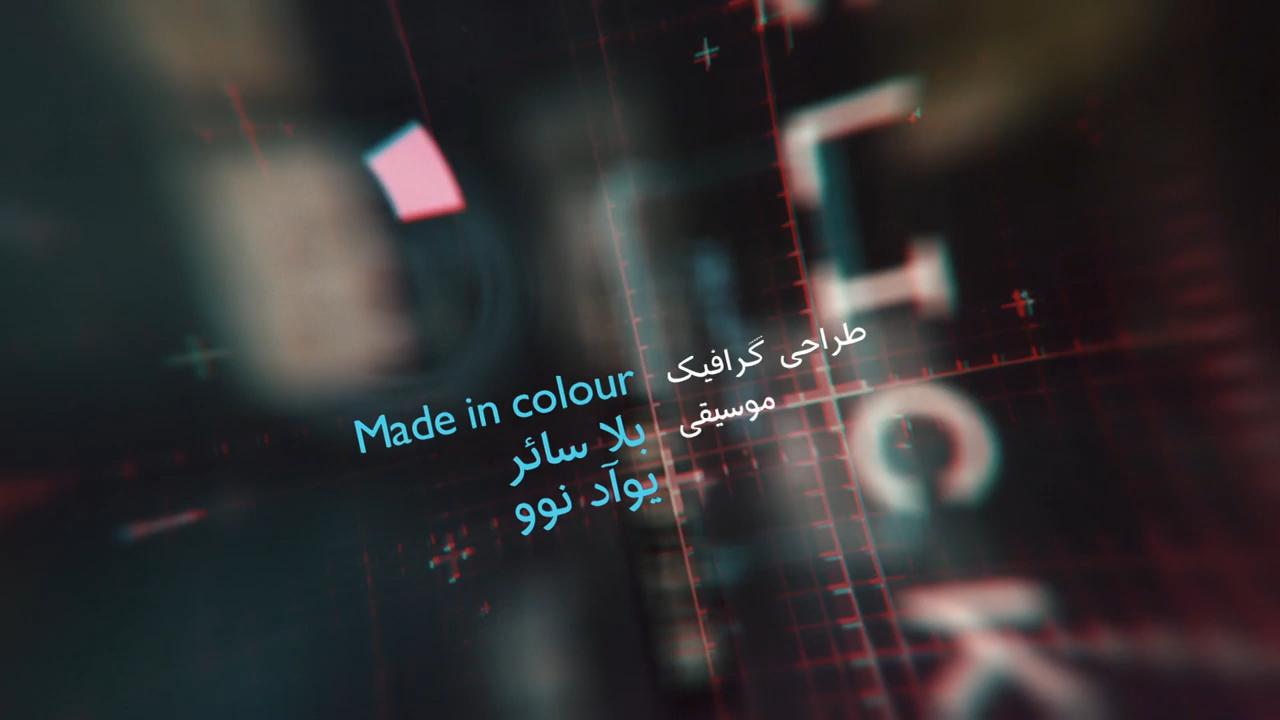 طراحی گرافیک
Made in colour
موسیقی
بلا سائر
یوآد نوو